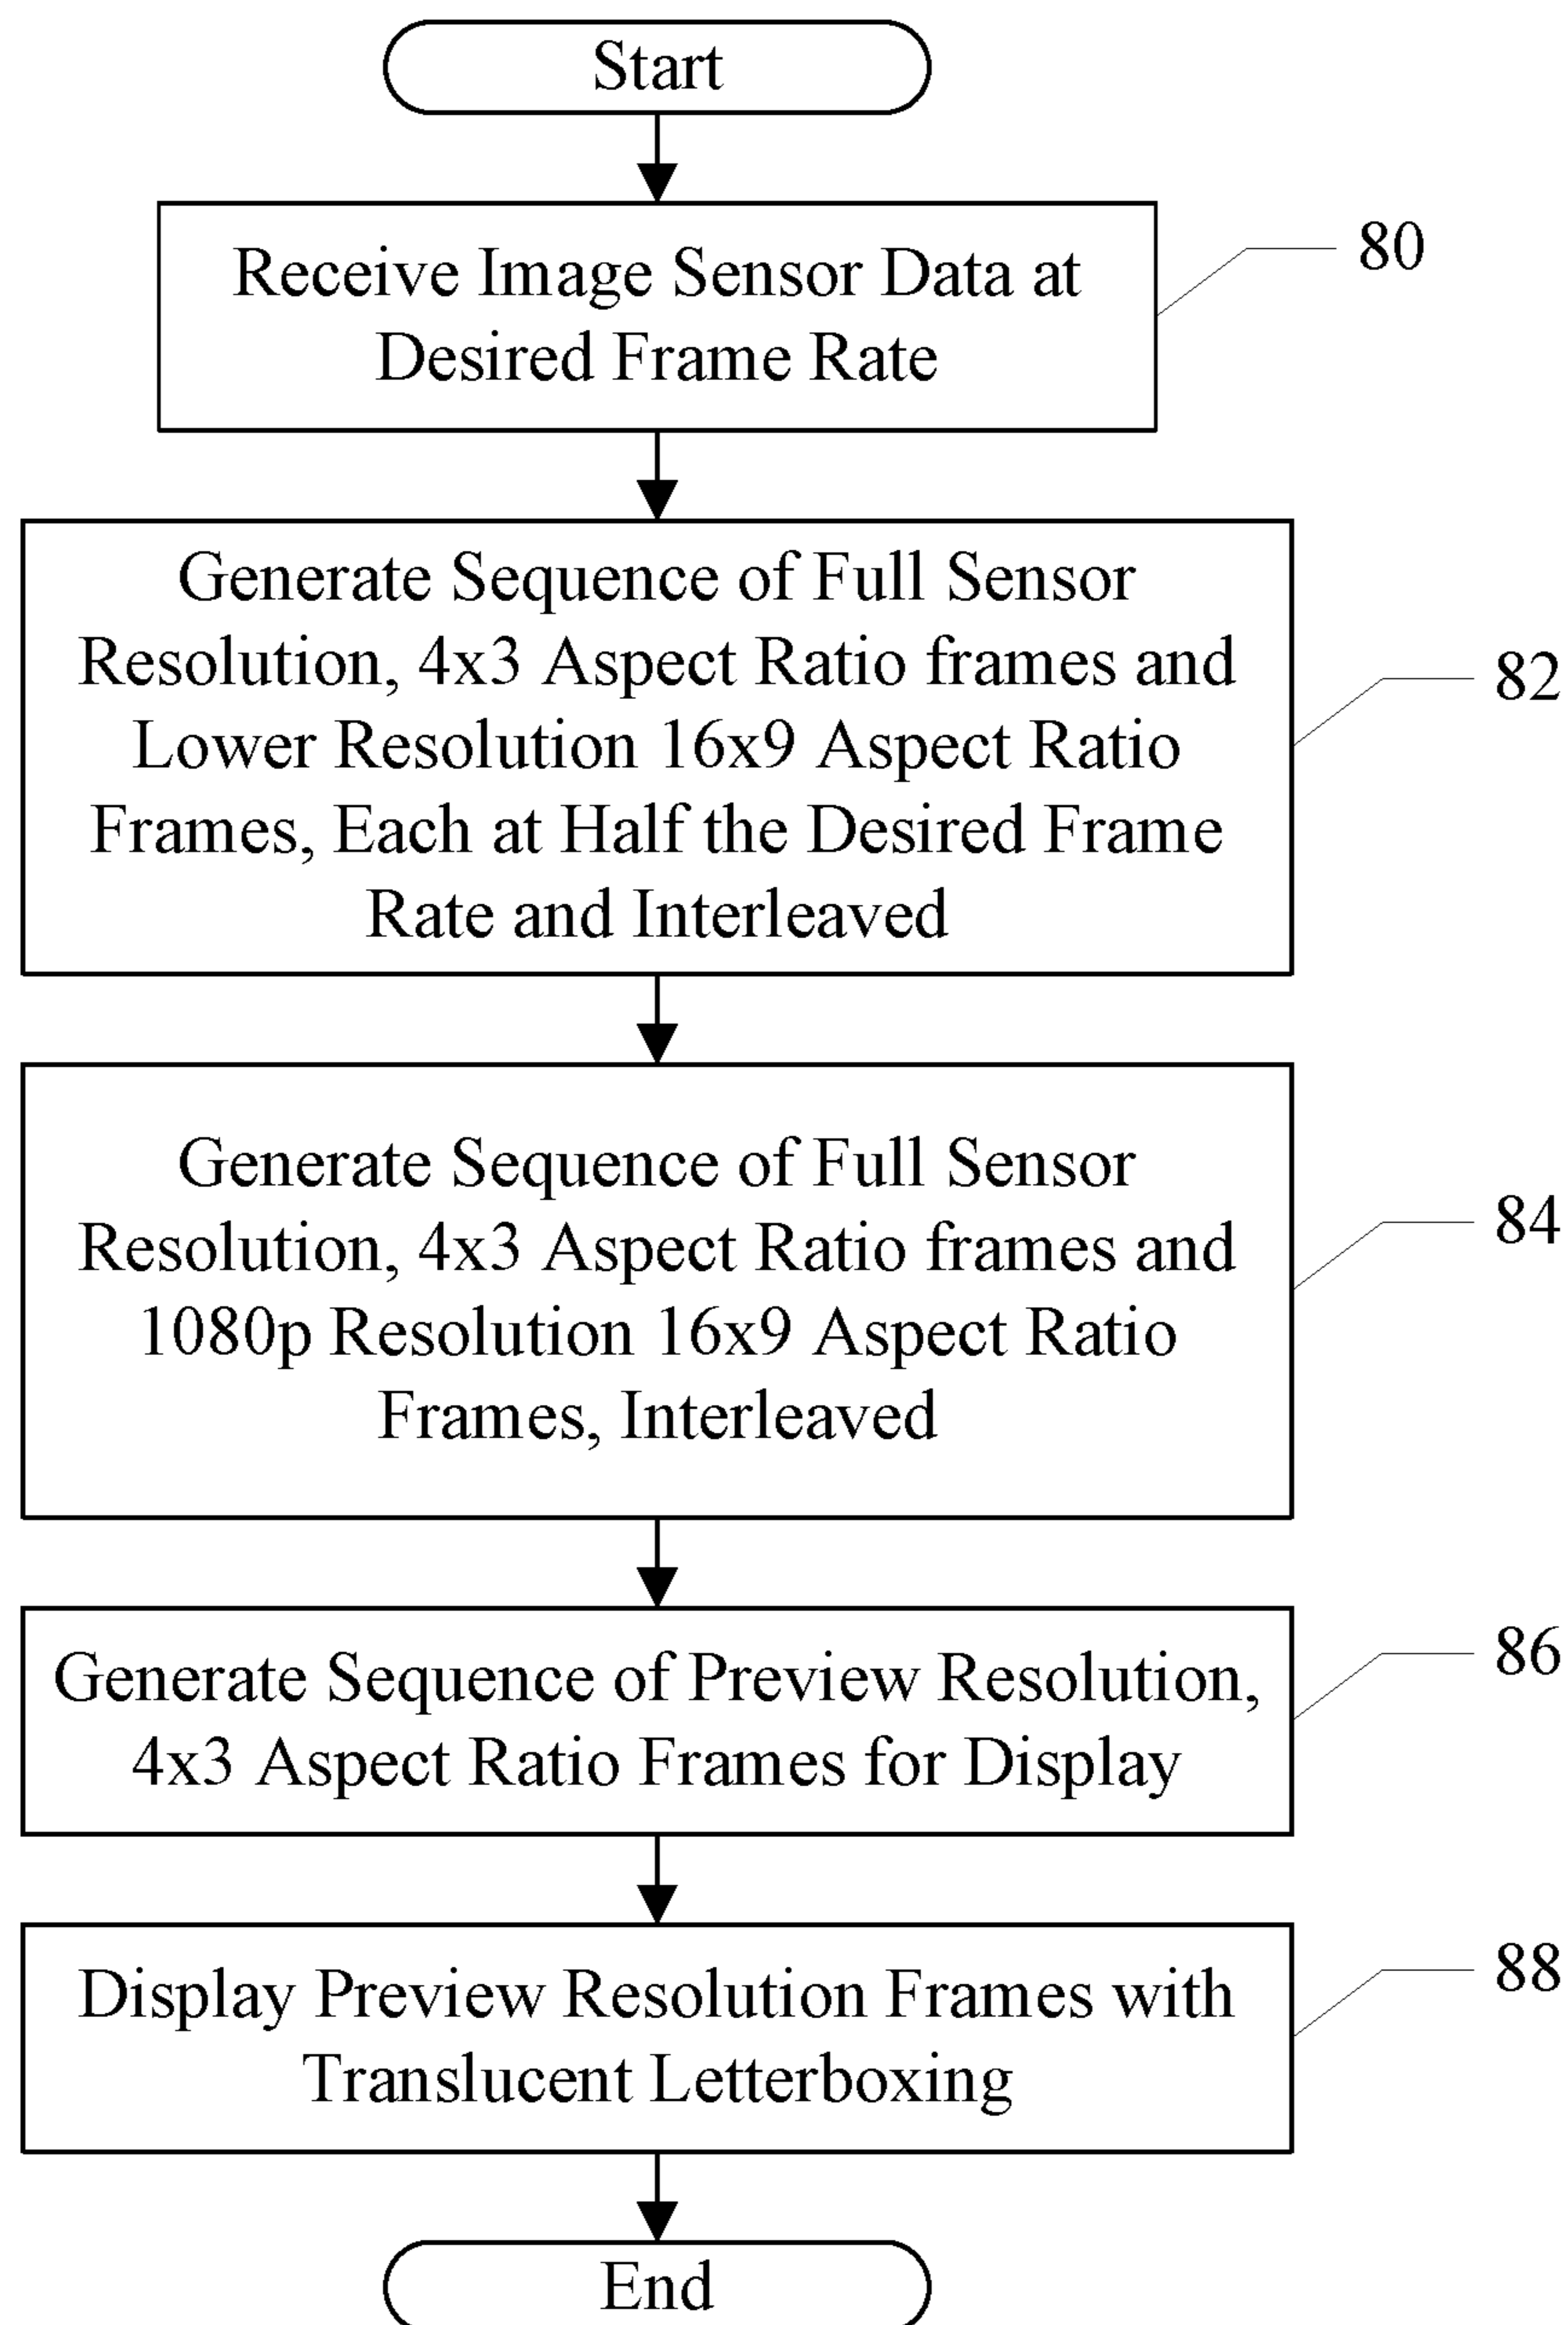 Start
Receive Image Sensor Data at
Desired Frame Rate
80
Generate Sequence of Full Sensor
Resolution, 4x3 Aspect Ratio frames and
Lower Resolution 16x9 Aspect Ratio
Frames, Each at Half the Desired Frame
Rate and Interleaved
82
Generate Sequence of Full Sensor
Resolution, 4x3 Aspect Ratio frames and
1080p Resolution 16x9 Aspect Ratio
Frames, Interleaved
84
Generate Sequence of Preview Resolution,
4x3 Aspect Ratio Frames for Display
86
Display Preview Resolution Frames with
Translucent Letterboxing
88
End